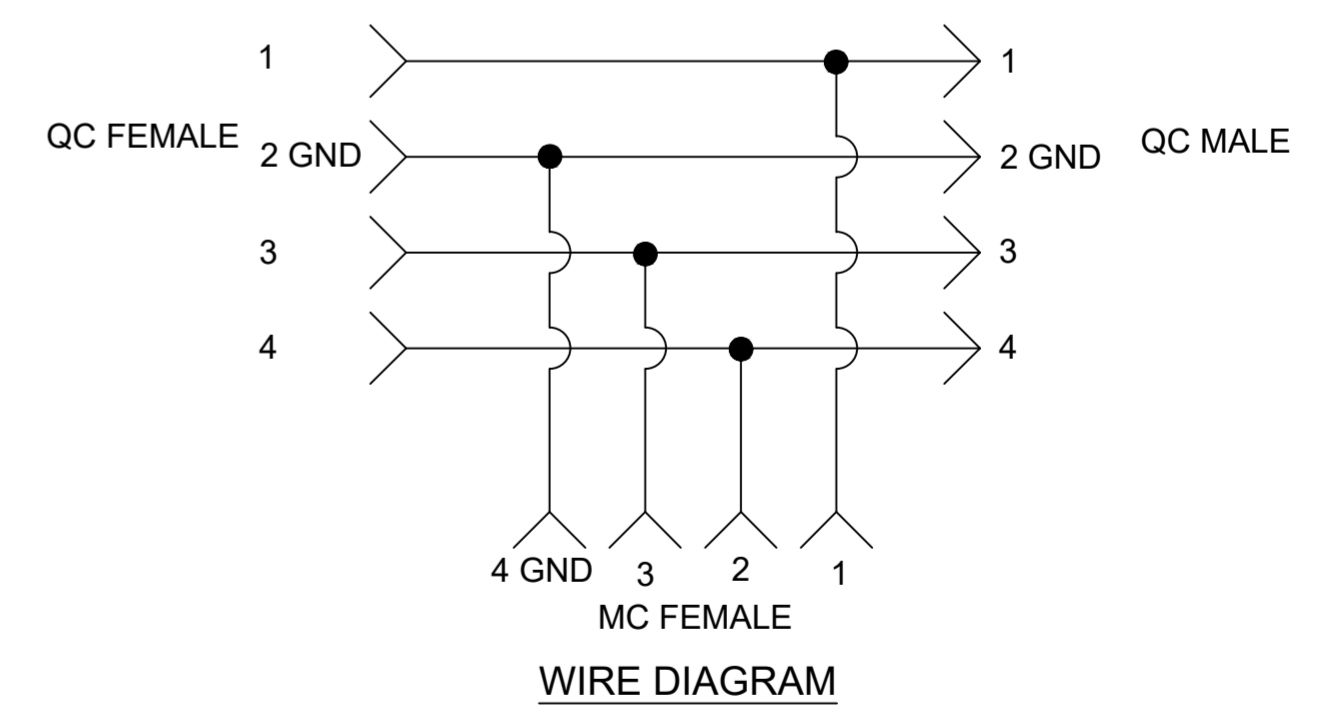 1
QC FEMALE
2 GND
3
4
1
2 GND
QC MALE
3
4
4 GND
3
2
1
MC FEMALE
WIRE DIAGRAM